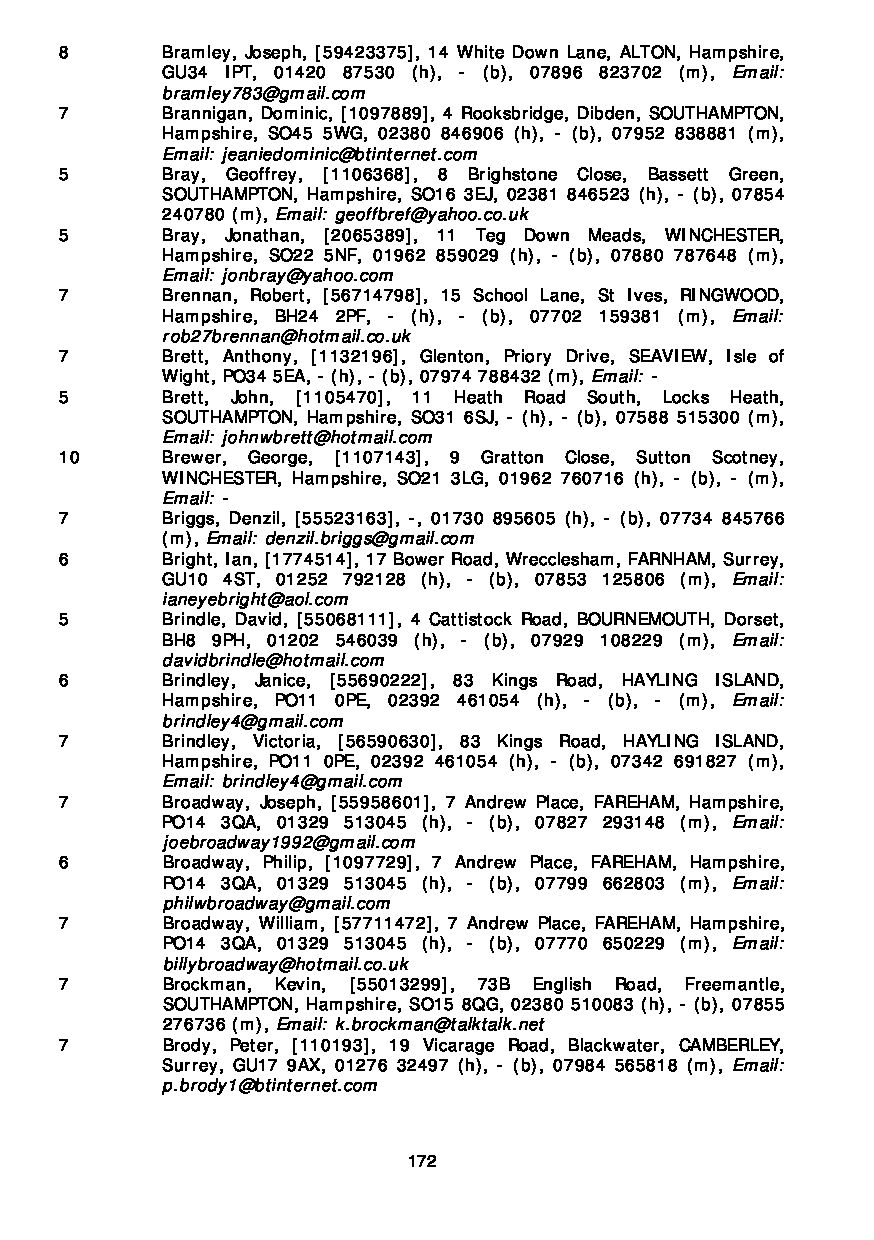 8 Bramley, Joseph, [59423375], 14 White Down Lane, ALTON, Hampshire,
GU34 IPT, 01420 87530 (h), - (b), 07896 823702 (m), Email:
bramley783@gmail.com
7 Brannigan, Dominic, [1097889], 4 Rooksbridge, Dibden, SOUTHAMPTON,
Hampshire, SO45 5WG, 02380 846906 (h), - (b), 07952 838881 (m),
Email: jeaniedominic@btinternet.com
5 Bray, Geoffrey, [1106368], 8 Brighstone Close, Bassett Green,
SOUTHAMPTON, Hampshire, SO16 3EJ, 02381 846523 (h), - (b), 07854
240780 (m), Email: geoffbref@yahoo.co.uk
5 Bray, Jonathan, [2065389], 11 Teg Down Meads, WINCHESTER,
Hampshire, SO22 5NF, 01962 859029 (h), - (b), 07880 787648 (m),
Email: jonbray@yahoo.com
7 Brennan, Robert, [56714798], 15 School Lane, St Ives, RINGWOOD,
Hampshire, BH24 2PF, - (h), - (b), 07702 159381 (m), Email:
rob27brennan@hotmail.co.uk
7 Brett, Anthony, [1132196], Glenton, Priory Drive, SEAVIEW, Isle of
Wight, PO34 5EA, - (h), - (b), 07974 788432 (m), Email: -
5 Brett, John, [1105470], 11 Heath Road South, Locks Heath,
SOUTHAMPTON, Hampshire, SO31 6SJ, - (h), - (b), 07588 515300 (m),
Email: johnwbrett@hotmail.com
10 Brewer, George, [1107143], 9 Gratton Close, Sutton Scotney,
WINCHESTER, Hampshire, SO21 3LG, 01962 760716 (h), - (b), - (m),
Email: -
7 Briggs, Denzil, [55523163], -, 01730 895605 (h), - (b), 07734 845766
(m), Email: denzil.briggs@gmail.com
6 Bright, Ian, [1774514], 17 Bower Road, Wrecclesham, FARNHAM, Surrey,
GU10 4ST, 01252 792128 (h), - (b), 07853 125806 (m), Email:
ianeyebright@aol.com
5 Brindle, David, [55068111], 4 Cattistock Road, BOURNEMOUTH, Dorset,
BH8 9PH, 01202 546039 (h), - (b), 07929 108229 (m), Email:
davidbrindle@hotmail.com
6 Brindley, Janice, [55690222], 83 Kings Road, HAYLING ISLAND,
Hampshire, PO11 0PE, 02392 461054 (h), - (b), - (m), Email:
brindley4@gmail.com
7 Brindley, Victoria, [56590630], 83 Kings Road, HAYLING ISLAND,
Hampshire, PO11 0PE, 02392 461054 (h), - (b), 07342 691827 (m),
Email: brindley4@gmail.com
7 Broadway, Joseph, [55958601], 7 Andrew Place, FAREHAM, Hampshire,
PO14 3QA, 01329 513045 (h), - (b), 07827 293148 (m), Email:
joebroadway1992@gmail.com
6 Broadway, Philip, [1097729], 7 Andrew Place, FAREHAM, Hampshire,
PO14 3QA, 01329 513045 (h), - (b), 07799 662803 (m), Email:
philwbroadway@gmail.com
7 Broadway, William, [57711472], 7 Andrew Place, FAREHAM, Hampshire,
PO14 3QA, 01329 513045 (h), - (b), 07770 650229 (m), Email:
billybroadway@hotmail.co.uk
7 Brockman, Kevin, [55013299], 73B English Road, Freemantle,
SOUTHAMPTON, Hampshire, SO15 8QG, 02380 510083 (h), - (b), 07855
276736 (m), Email: k.brockman@talktalk.net
7 Brody, Peter, [1101193], 19 Vicarage Road, Blackwater, CAMBERLEY,
Surrey, GU17 9AX, 01276 32497 (h), - (b), 07984 565818 (m), Email:
p.brody1@btinternet.com
172